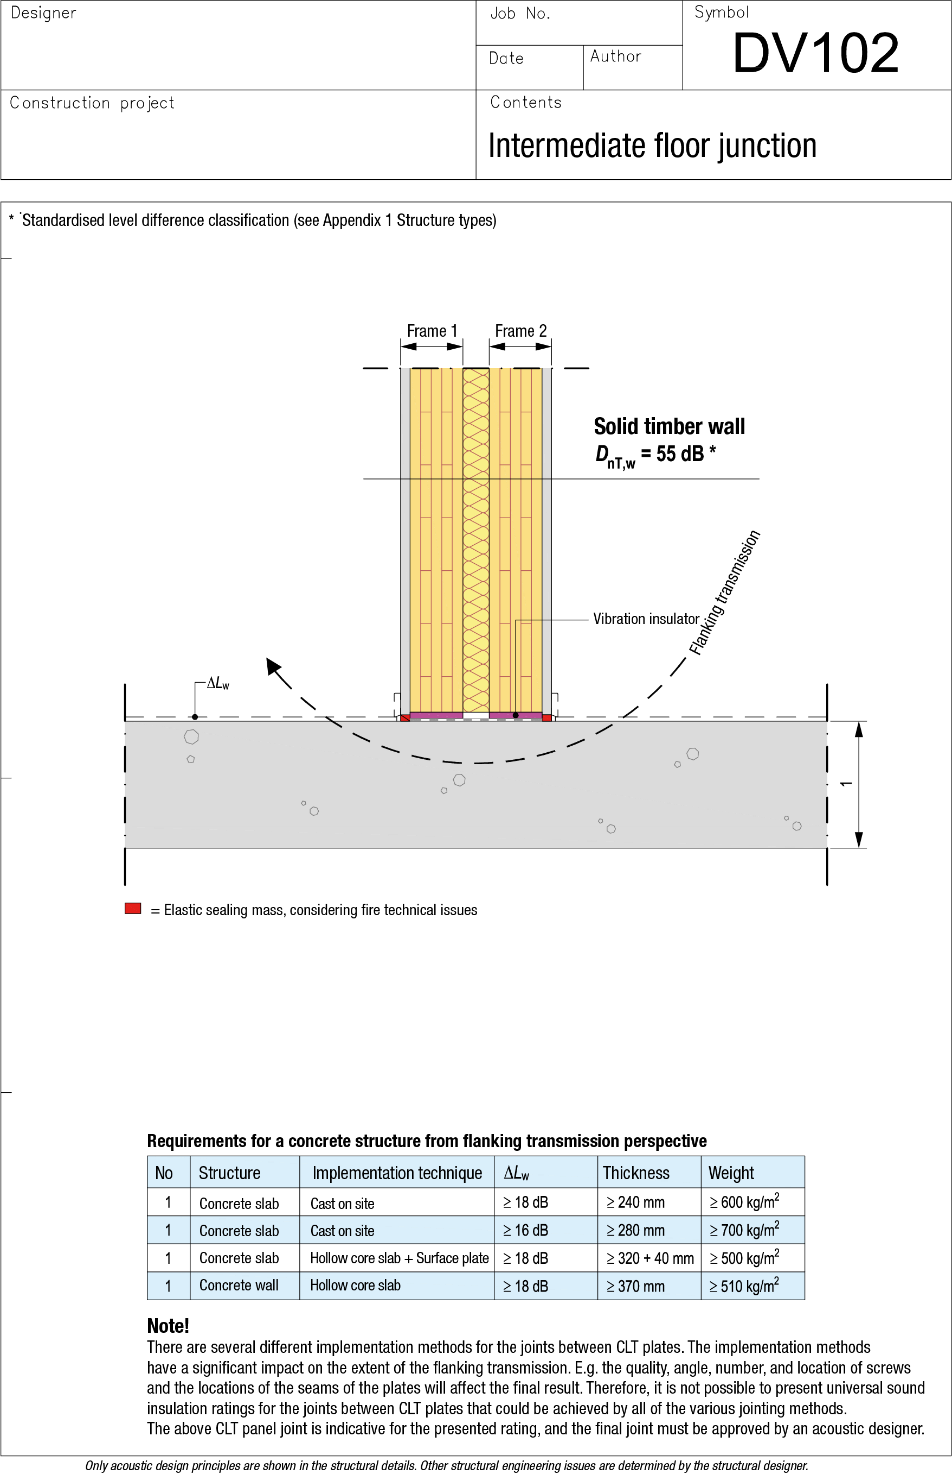 Designer
Job No.
Symbol
DV102
Date
Author
Construction project
Contents
Intermediate floor junction
* Standardised level difference classification (see Appendix 1 Structure types)
Frame 1
Frame 2
Solid timber wall
DnT,w = 55 dB *
Flanking transmission
Vibration insulator
ΔLw
1
= Elastic sealing mass, considering fire technical issues
Requirements for a concrete structure from flanking transmission perspective
No Structure Implementation technique ΔLw Thickness Weight
1 Concrete slab Cast on site ≥ 18 dB ≥ 240 mm ≥ 600 kg/m²
1 Concrete slab Cast on site ≥ 16 dB ≥ 280 mm ≥ 700 kg/m²
1 Concrete slab Hollow core slab + Surface plate ≥ 18 dB ≥ 320 + 40 mm ≥ 500 kg/m²
1 Concrete wall Hollow core slab ≥ 18 dB ≥ 370 mm ≥ 510 kg/m²
Note!
There are several different implementation methods for the joints between CLT plates. The implementation methods
have a significant impact on the extent of the flanking transmission. E.g. the quality, angle, number, and location of screws
and the locations of the seams of the plates will affect the final result. Therefore, it is not possible to present universal sound
insulation ratings for the joints between CLT plates that could be achieved by all of the various jointing methods.
The above CLT panel joint is indicative for the presented rating, and the final joint must be approved by an acoustic designer.
Only acoustic design principles are shown in the structural details. Other structural engineering issues are determined by the structural designer.